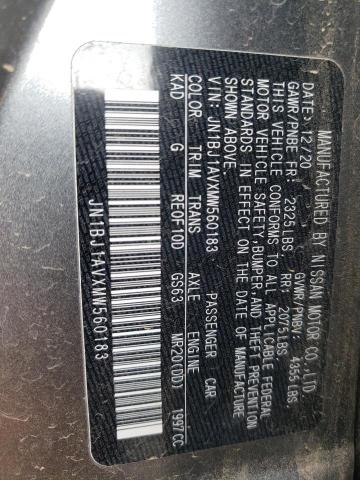 MANUFACTURED BY NISSAN MOTOR CO.,LTD.
DATE: 12/20 GVWR/PNBV: 4355LBS.
GAWR/PNBE FR: 2325LBS. RR: 2075LBS.
THIS VEHICLE CONFORMS TO ALL APPLICABLE FEDERAL
MOTOR VEHICLE SAFETY,BUMPER,AND THEFT PREVENTION
STANDARDS IN EFFECT ON THE DATE OF MANUFACTURE
SHOWN ABOVE.
VIN: JN1BJ1AVXMW560183 PASSENGER CAR
COLOR TRIM TRANS AXLE ENGINE
KAD G RE0F10D GS63 MR20(DD) 1997CC
JN1BJ1AVXMW560183